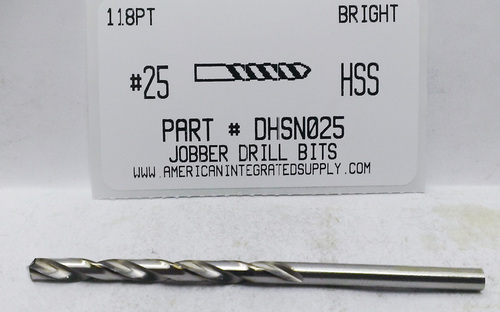 118PT BRIGHT
#25 HSS
PART # DHSN025
JOBBER DRILL BITS
WWW.AMERICANINTEGRATEDSUPPLY.COM